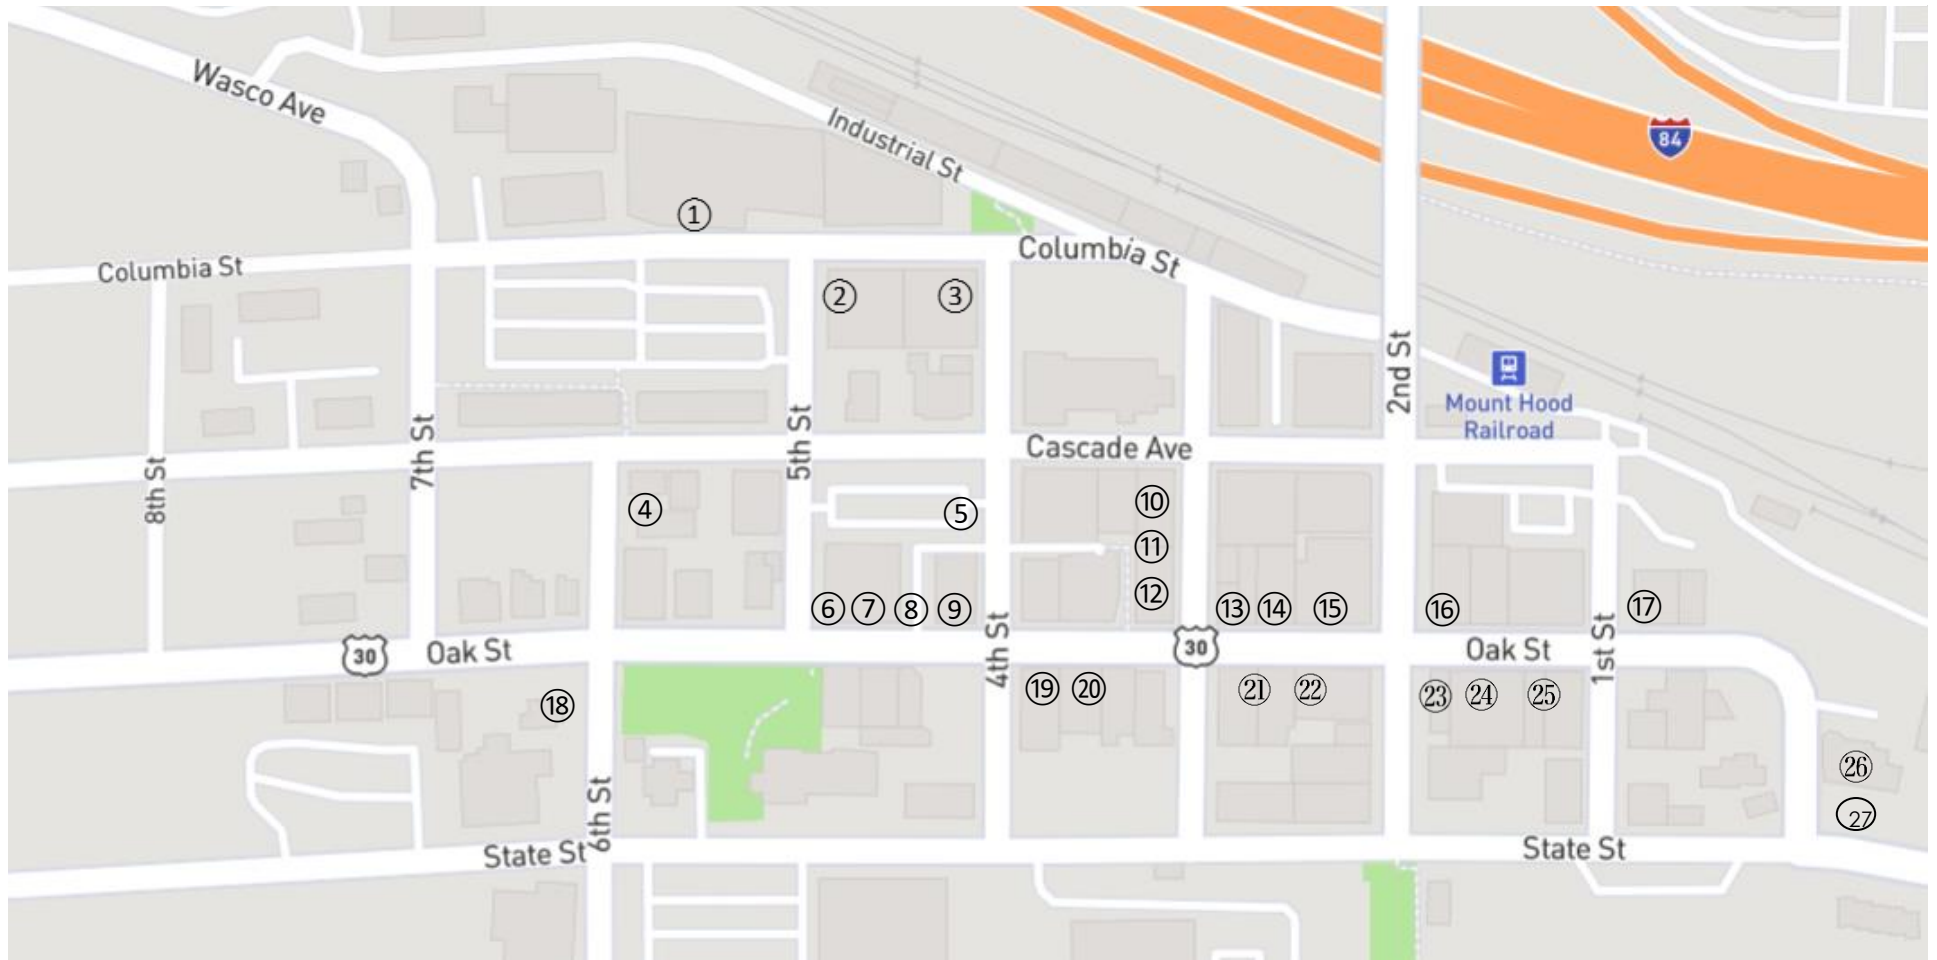 Wasco Ave
Industrial St
84
①
Columbia St
Columbia St
②
③
2nd St
Mount Hood
Railroad
7th St
5th St
Cascade Ave
8th St
④
⑤
⑩
⑪
⑫
⑥
⑦
⑧
⑨
⑬
⑭
⑮
⑯
⑰
30
Oak St
4th St
30
Oak St
1st St
⑱
⑲
⑳
㉑
㉒
㉓
㉔
㉕
㉖
27
6th St
State St
State St